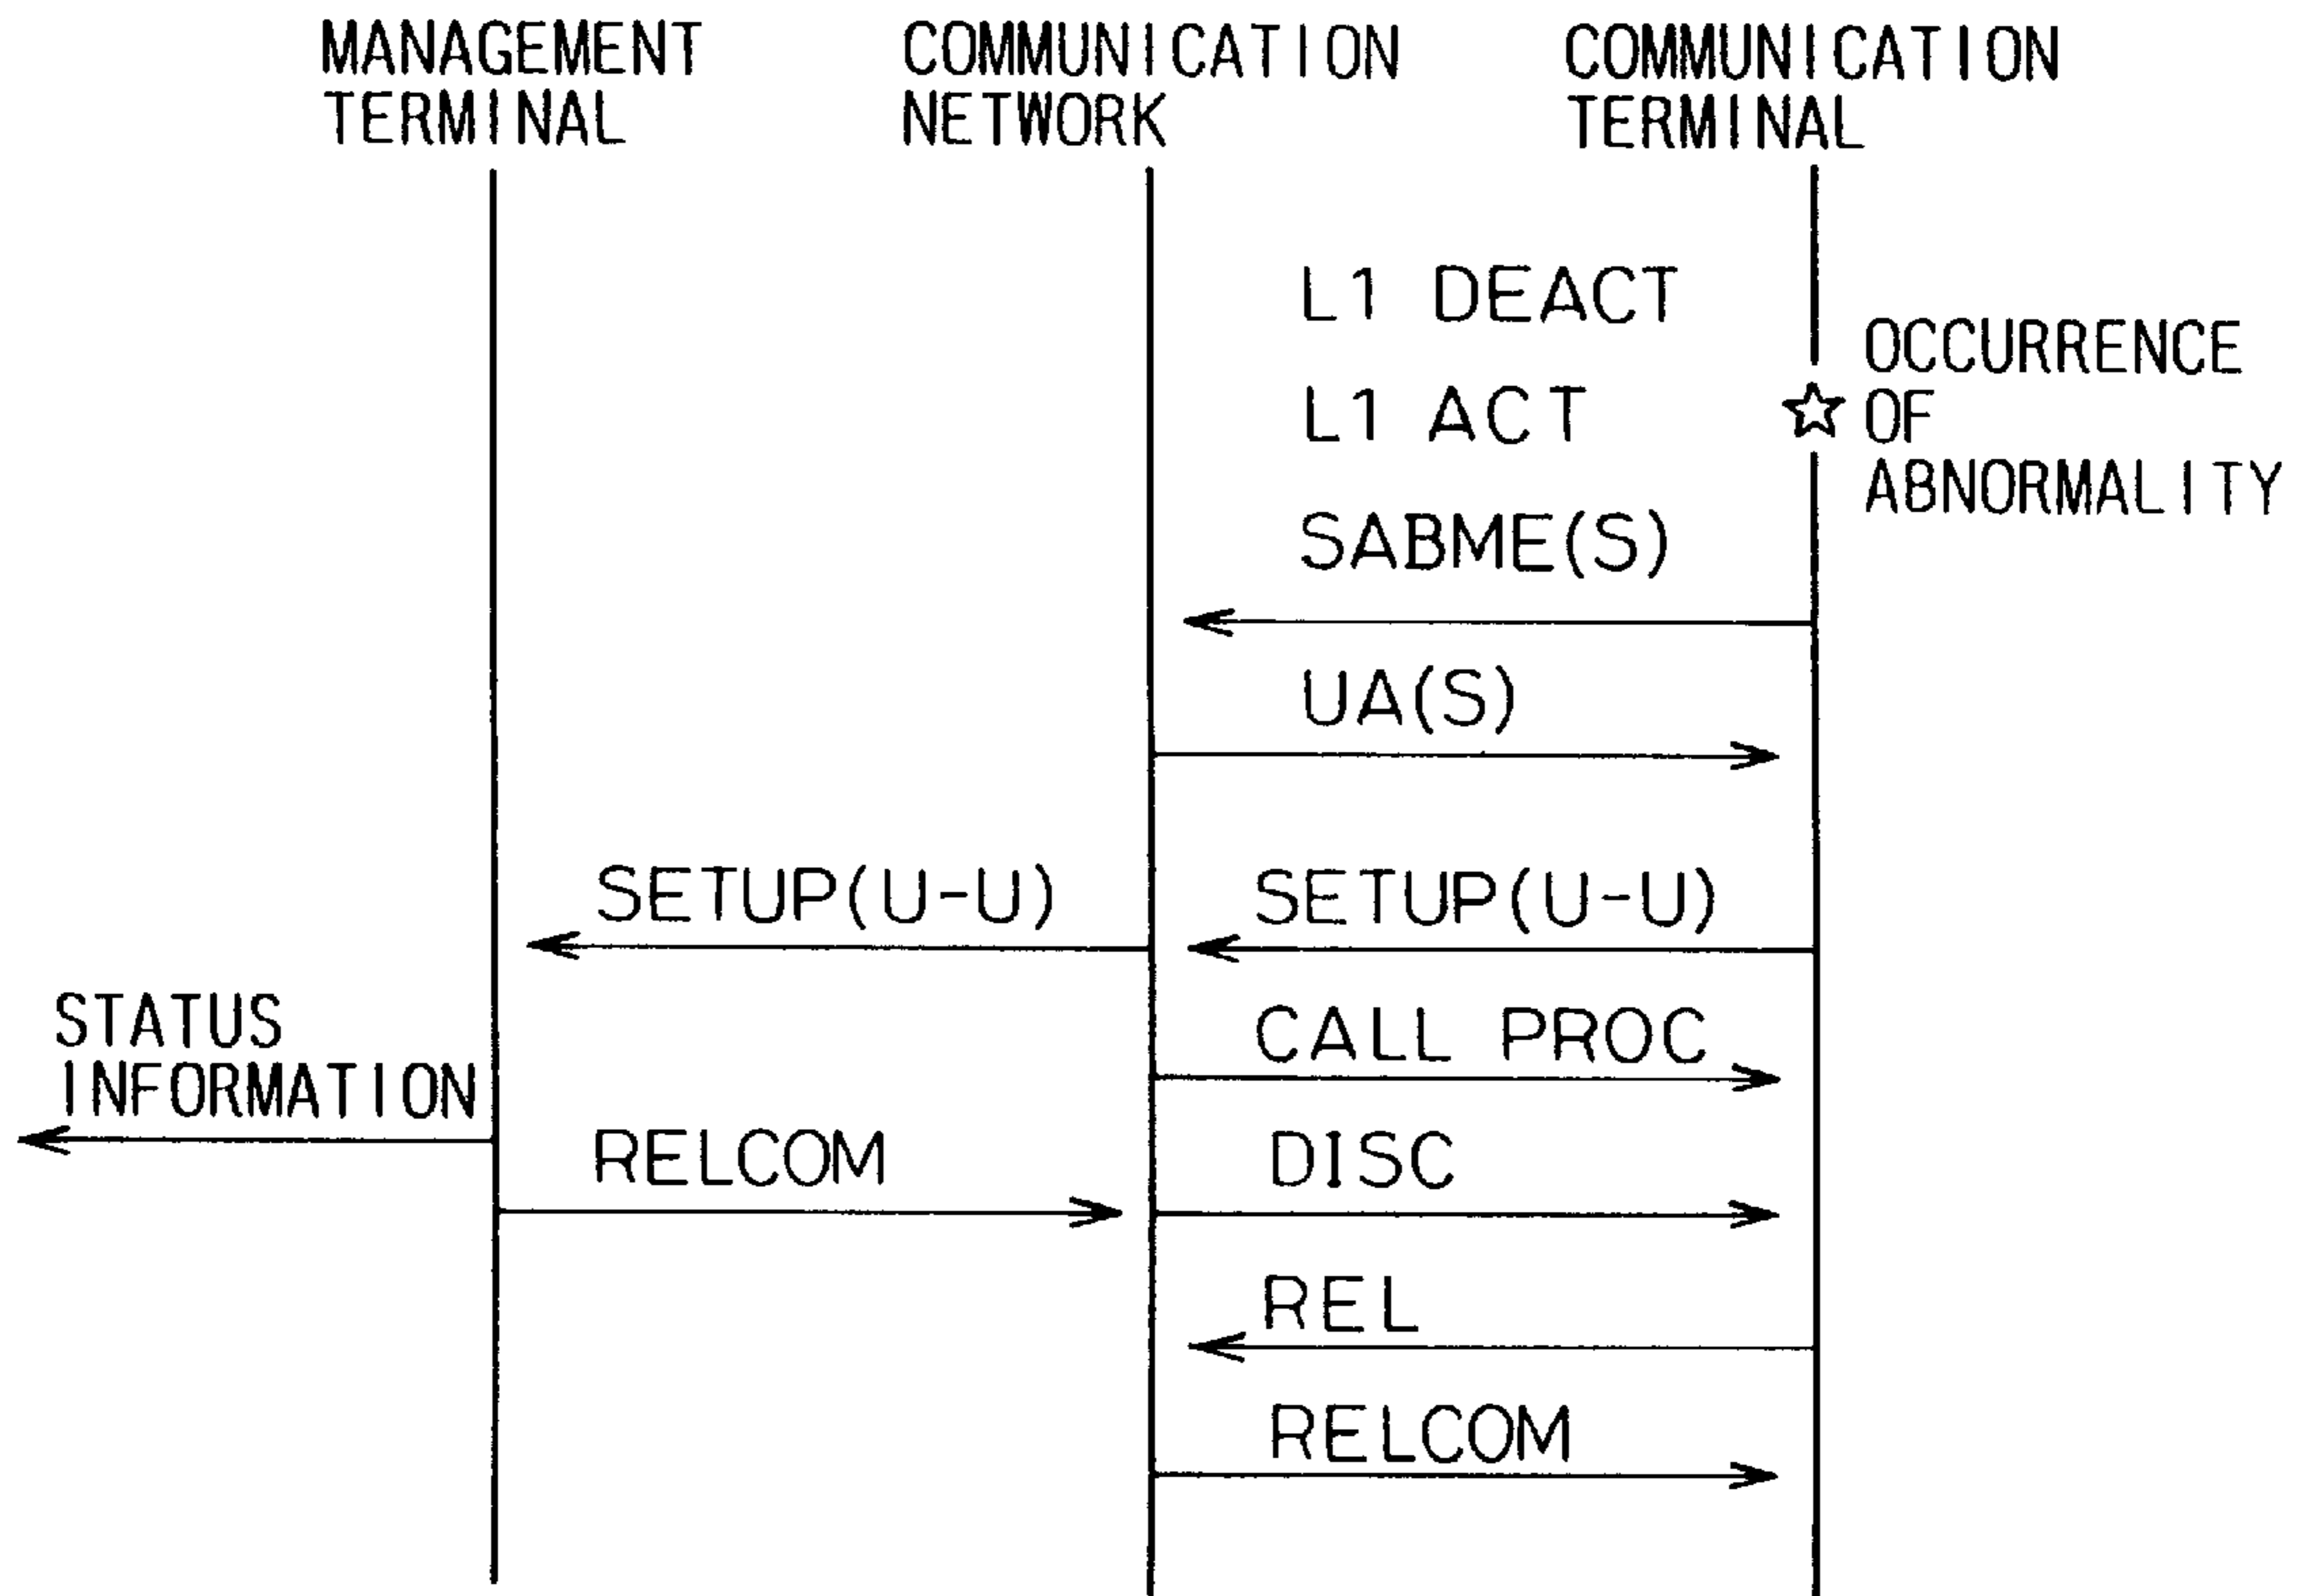 MANAGEMENT
TERMINAL
COMMUNICATION
NETWORK
COMMUNICATION
TERMINAL
L1 DEACT
OCCURRENCE
OF
ABNORMALITY
L1 ACT
SABME(S)
UA(S)
SETUP(U-U)
SETUP(U-U)
STATUS
INFORMATION
CALL PROC
RELCOM
DISC
REL
RELCOM